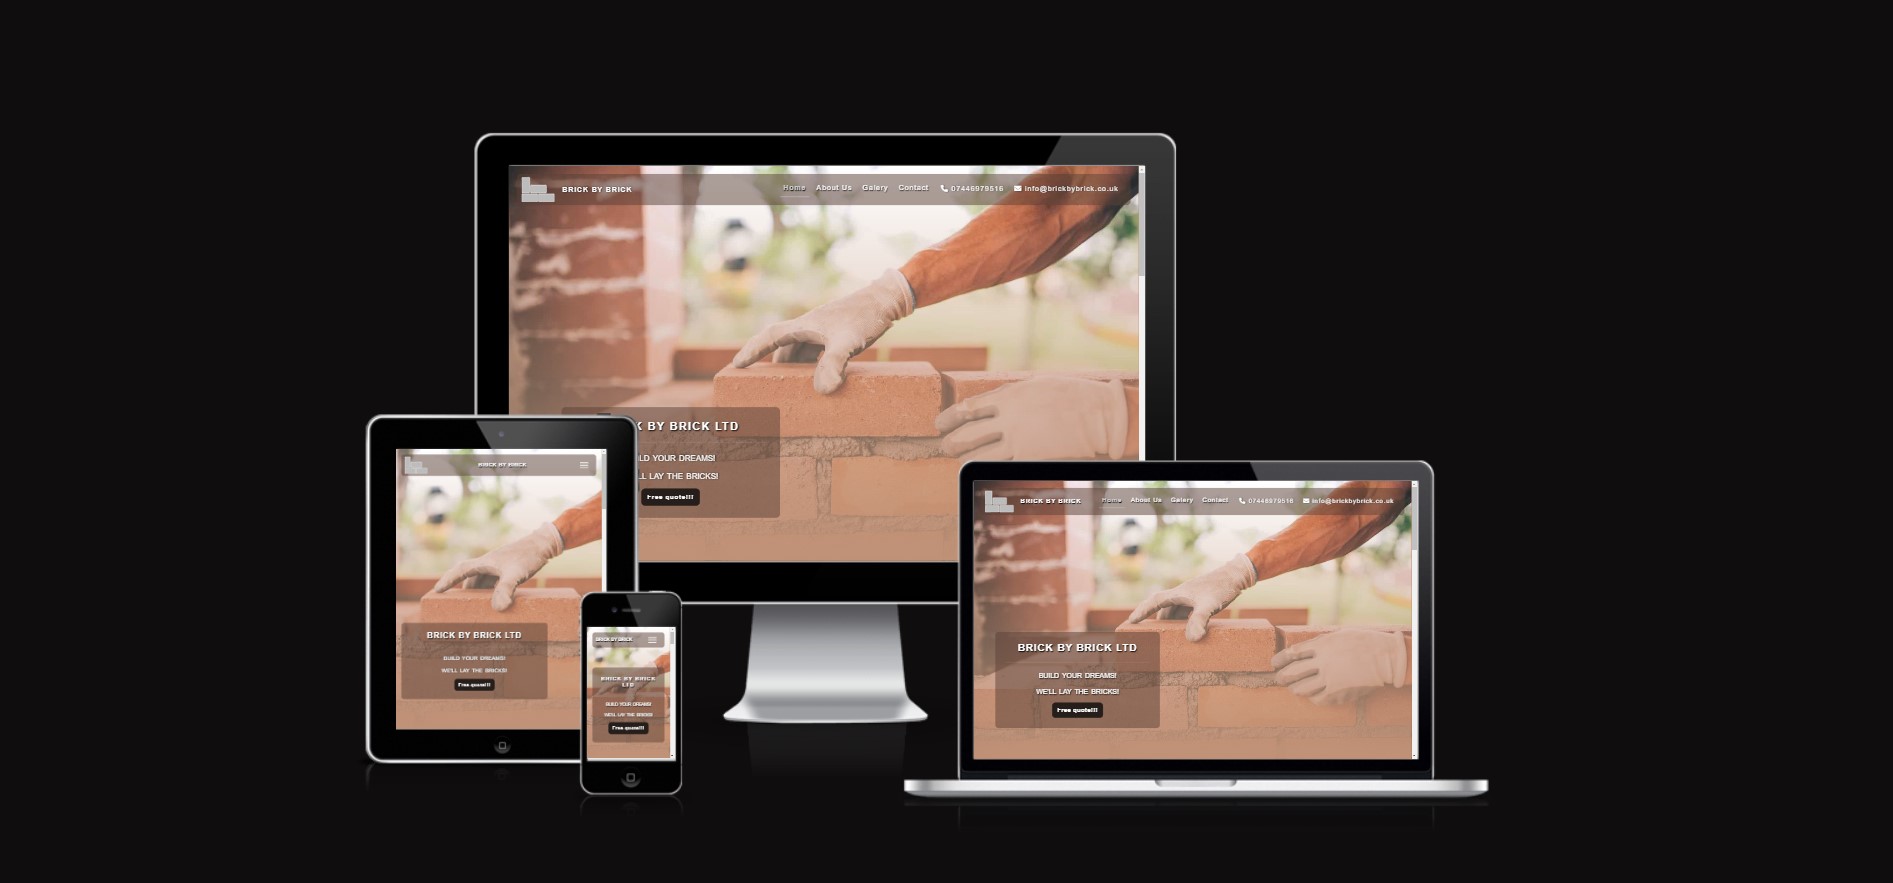 BRICK BY BRICK
Home About Us Galery Contact 07446979516 info@brickbybrick.co.uk
K BY BRICK LTD
LD YOUR DREAMS!
LL LAY THE BRICKS!
Free quote!!!
BRICK BY BRICK
BRICK BY BRICK LTD
BUILD YOUR DREAMS!
WE'LL LAY THE BRICKS!
Free quote!!!
BRICK BY BRICK
BRICK BY BRICK
LTD
BUILD YOUR DREAMS!
WE'LL LAY THE BRICKS!
Free quote!!!
BRICK BY BRICK Home About Us Galery Contact 07446979516 info@brickbybrick.co.uk
BRICK BY BRICK LTD
BUILD YOUR DREAMS!
WE'LL LAY THE BRICKS!
Free quote!!!